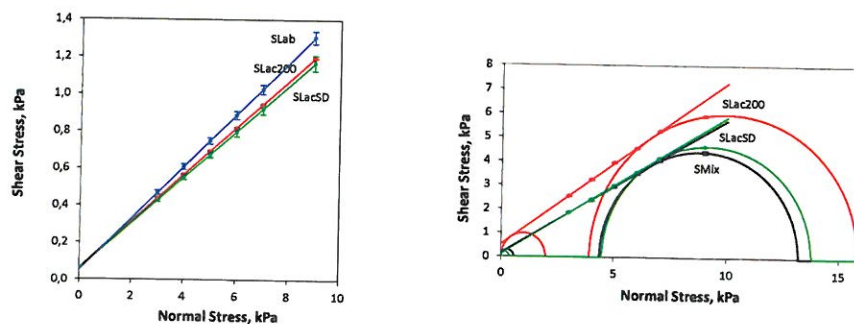 1,4
1,2
1,0
0,8
0,6
0,4
0,2
0,0
0
2
4
6
8
10
Shear Stress, kPa
Normal Stress, kPa
SLab
SLac200
SLacSD
8
7
6
5
4
3
2
1
0
0
5
10
15
Shear Stress, kPa
Normal Stress, kPa
SLac200
SLacSD
SMix